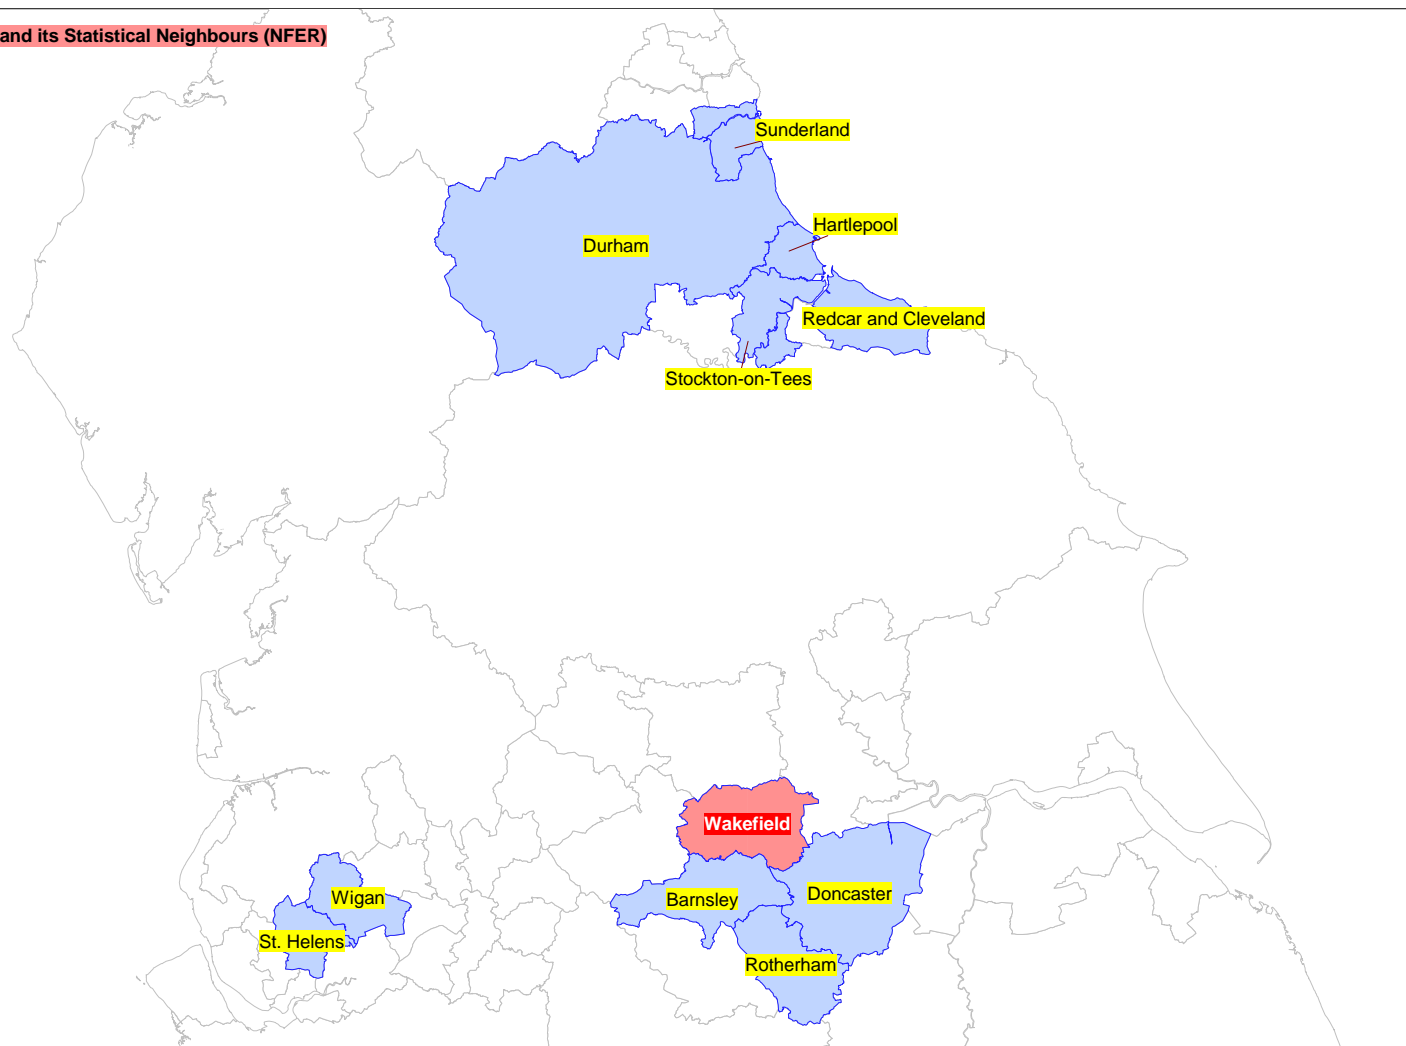 and its Statistical Neighbours (NFER)
Sunderland
Hartlepool
Durham
Redcar and Cleveland
Stockton-on-Tees
Wakefield
Wigan
Barnsley
Doncaster
St. Helens
Rotherham